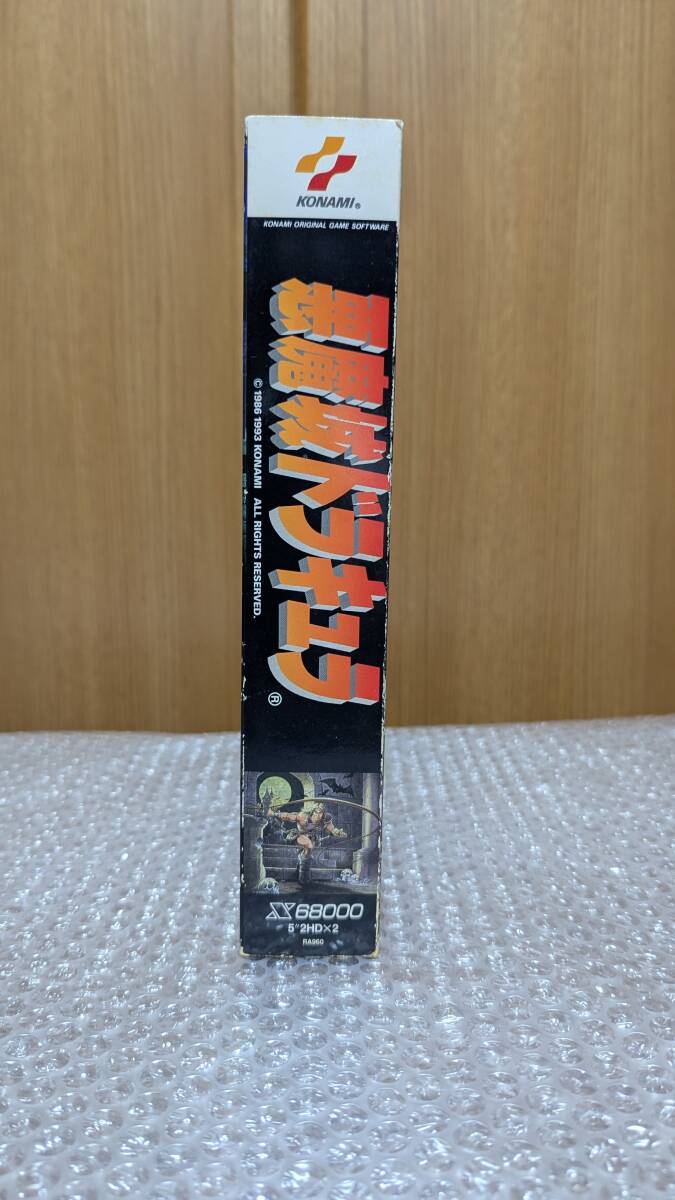 KONAMI®
KONAMI ORIGINAL GAME SOFTWARE
悪魔城ドラキュラ®
© 1986 1993 KONAMI ALL RIGHTS RESERVED.
X68000
5"2HD×2
RA960